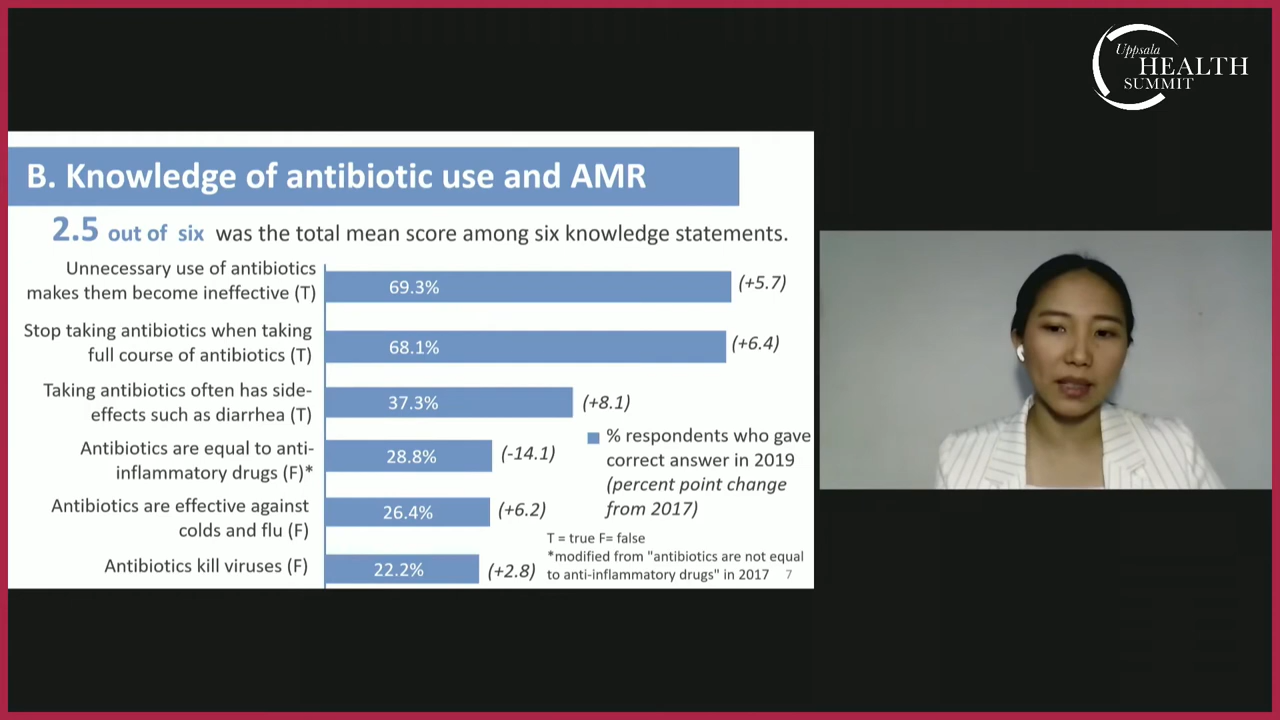 Uppsala
HEALTH
SUMMIT
B. Knowledge of antibiotic use and AMR
2.5 out of six was the total mean score among six knowledge statements.
Unnecessary use of antibiotics
makes them become ineffective (T)
69.3%
(+5.7)
Stop taking antibiotics when taking
full course of antibiotics (T)
68.1%
(+6.4)
Taking antibiotics often has side-
effects such as diarrhea (T)
37.3%
(+8.1)
Antibiotics are equal to anti-
inflammatory drugs (F)*
28.8%
(-14.1)
Antibiotics are effective against
colds and flu (F)
26.4%
(+6.2)
Antibiotics kill viruses (F)
22.2%
(+2.8)
% respondents who gave
correct answer in 2019
(percent point change
from 2017)
T = true F= false
*modified from "antibiotics are not equal
to anti-inflammatory drugs" in 2017
7